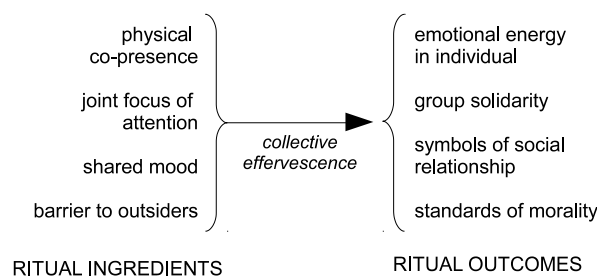 physical
co-presence
joint focus of
attention
shared mood
barrier to outsiders
RITUAL INGREDIENTS
collective
effervescence
emotional energy
in individual
group solidarity
symbols of social
relationship
standards of morality
RITUAL OUTCOMES